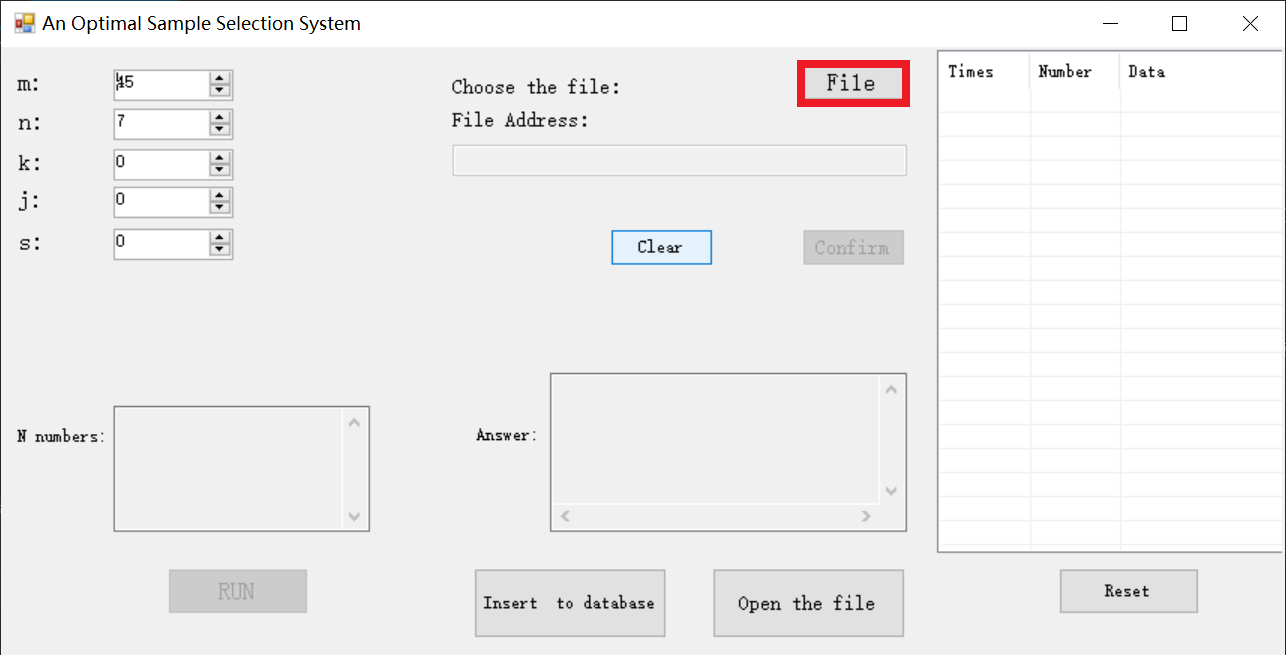 An Optimal Sample Selection System
m: 45
n: 7
k: 0
j: 0
s: 0
Choose the file: File
File Address:
Clear Confirm
N numbers:
Answer:
RUN
Insert to database
Open the file
Times Number Data
Reset